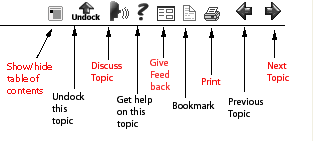 Undock
Show/hide
table of
contents
Undock
this
topic
Discuss
Topic
Get help
on this
topic
Give
Feed
back
Bookmark
Print
Previous
Topic
Next
Topic